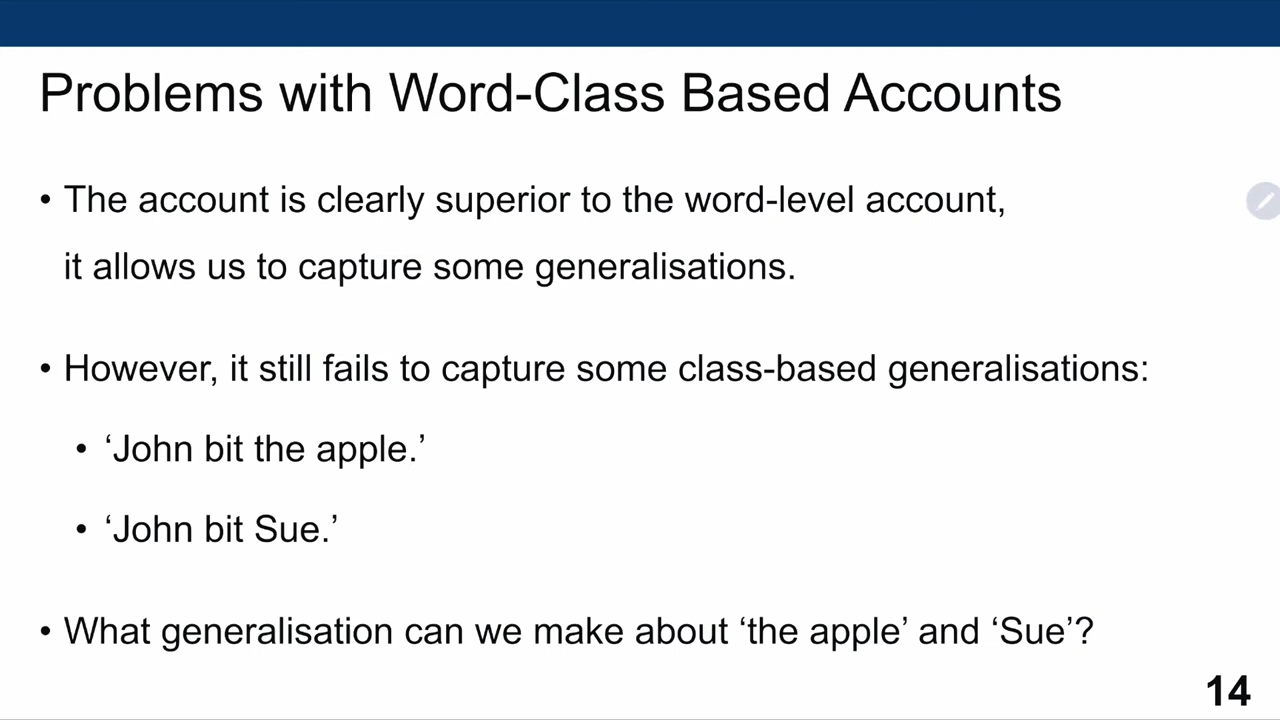 Problems with Word-Class Based Accounts
• The account is clearly superior to the word-level account,
it allows us to capture some generalisations.
• However, it still fails to capture some class-based generalisations:
• ‘John bit the apple.’
• ‘John bit Sue.’
• What generalisation can we make about ‘the apple’ and ‘Sue’?
14